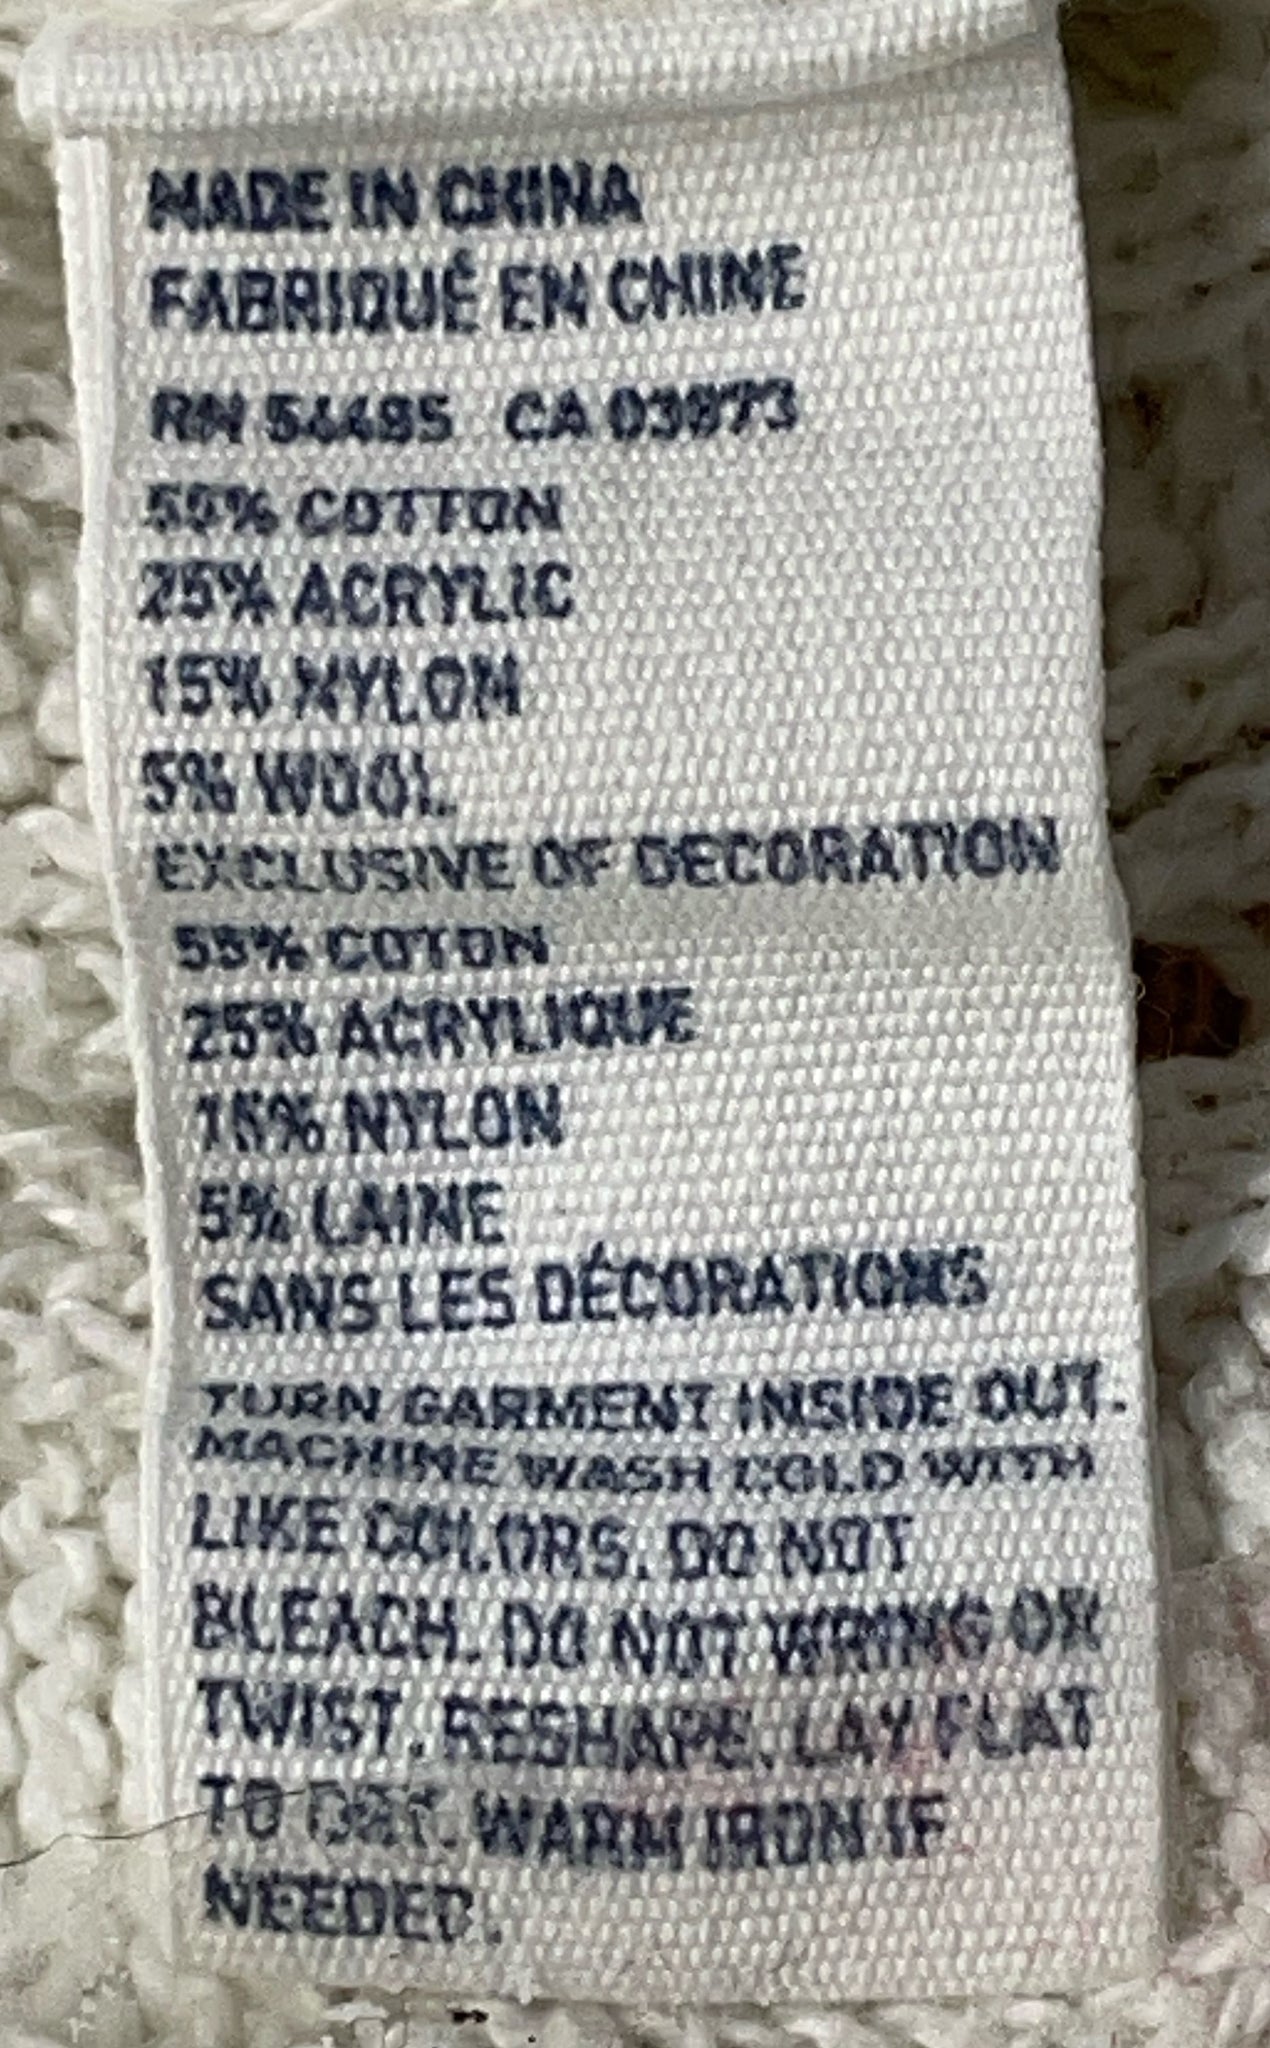 MADE IN CHINA
FABRIQUÉ EN CHINE
RN 54485 CA 03073
55% COTTON
25% ACRYLIC
15% NYLON
5% WOOL
EXCLUSIVE OF DECORATION
55% COTON
25% ACRYLIQUE
15% NYLON
5% LAINE
SANS LES DÉCORATIONS
TURN GARMENT INSIDE OUT.
MACHINE WASH COLD WITH
LIKE COLORS. DO NOT
BLEACH. DO NOT WRING OR
TWIST. RESHAPE. LAY FLAT
TO DRY. WARM IRON IF
NEEDED.